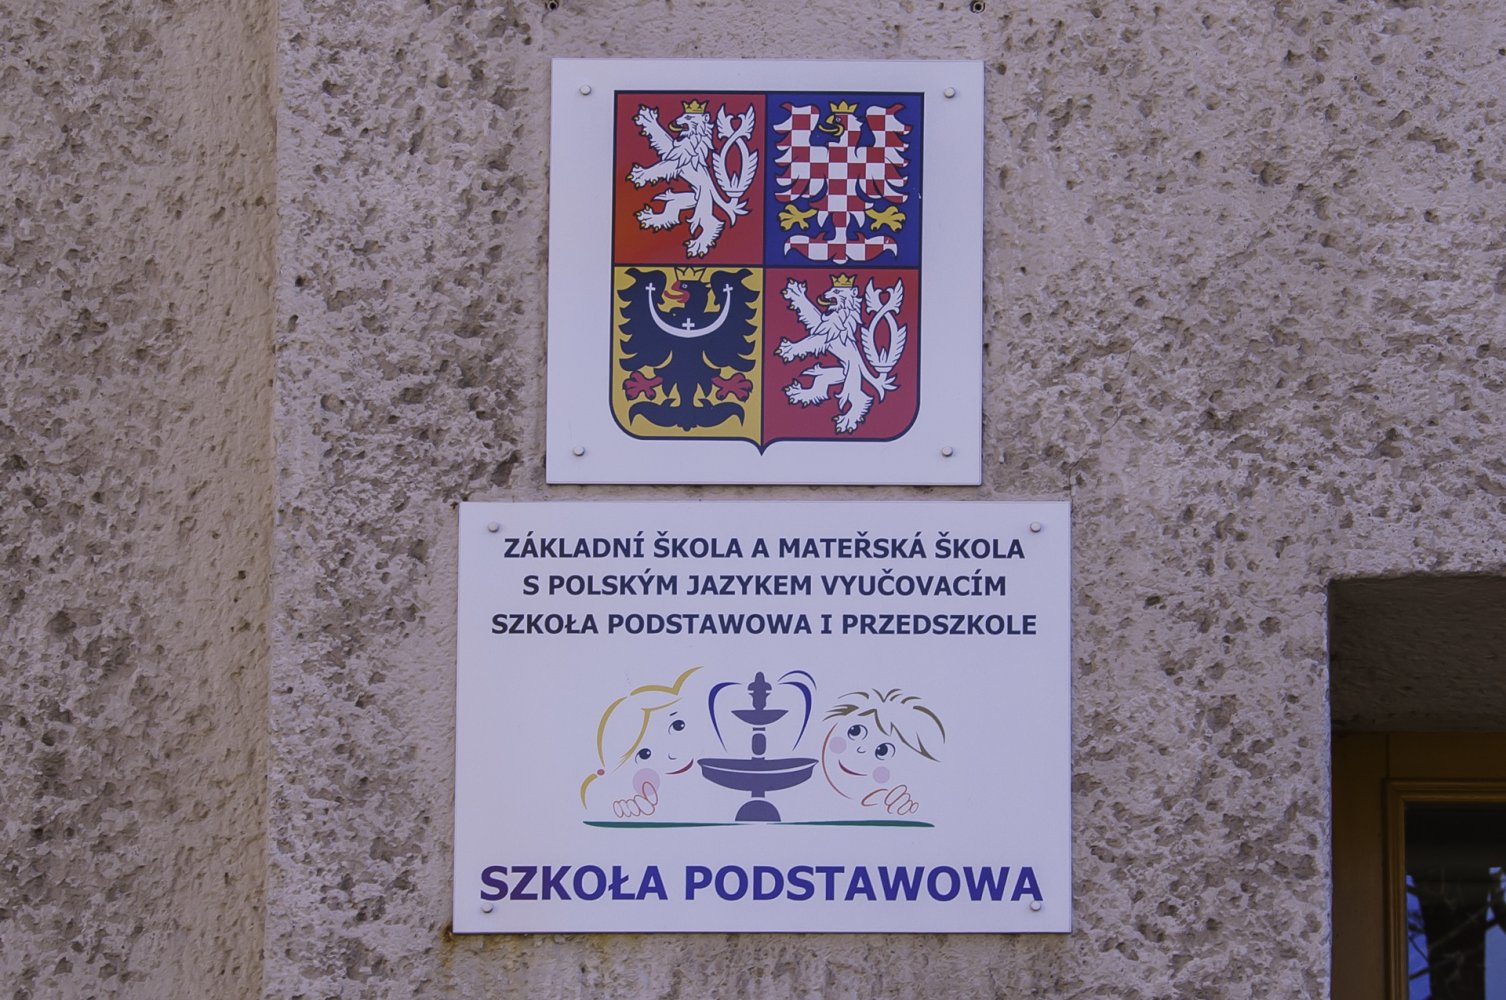 ZÁKLADNÍ ŠKOLA A MATEŘSKÁ ŠKOLA
S POLSKÝM JAZYKEM VYUČOVACÍM
SZKOŁA PODSTAWOWA I PRZEDSZKOLE
SZKOŁA PODSTAWOWA